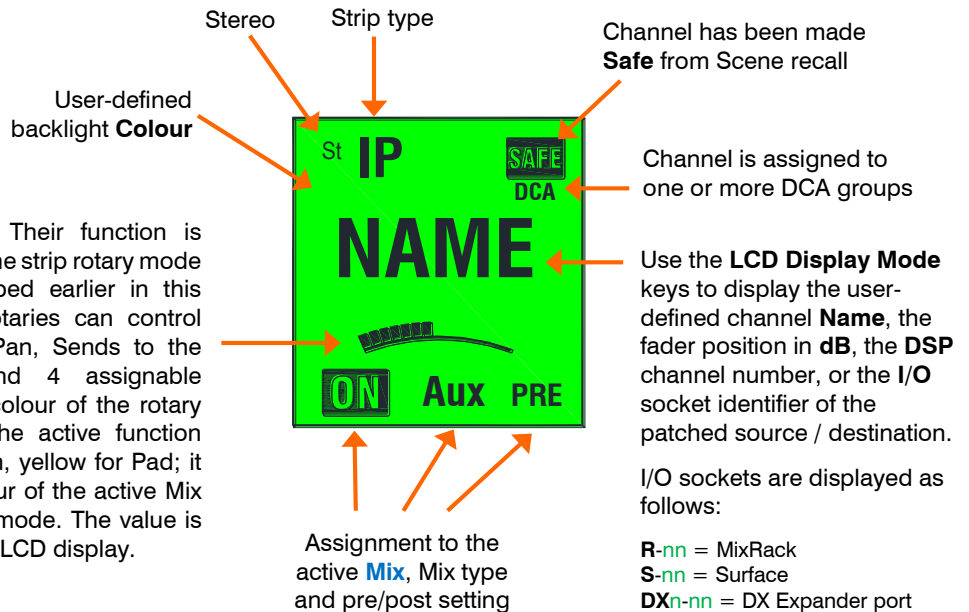 Stereo
Strip type
Channel has been made
Safe from Scene recall
User-defined
backlight Colour
St IP
SAFE
DCA
Channel is assigned to
one or more DCA groups
NAME
Their function is
strip rotary mode
earlier in this
can control
Pan, Sends to the
4 assignable
colour of the rotary
the active function
yellow for Pad; it
of the active Mix
mode. The value is
LCD display.
Use the LCD Display Mode
keys to display the user-
defined channel Name, the
fader position in dB, the DSP
channel number, or the I/O
socket identifier of the
patched source / destination.
ON Aux PRE
I/O sockets are displayed as
follows:
R-nn = MixRack
S-nn = Surface
DXn-nn = DX Expander port
Assignment to the
active Mix, Mix type
and pre/post setting